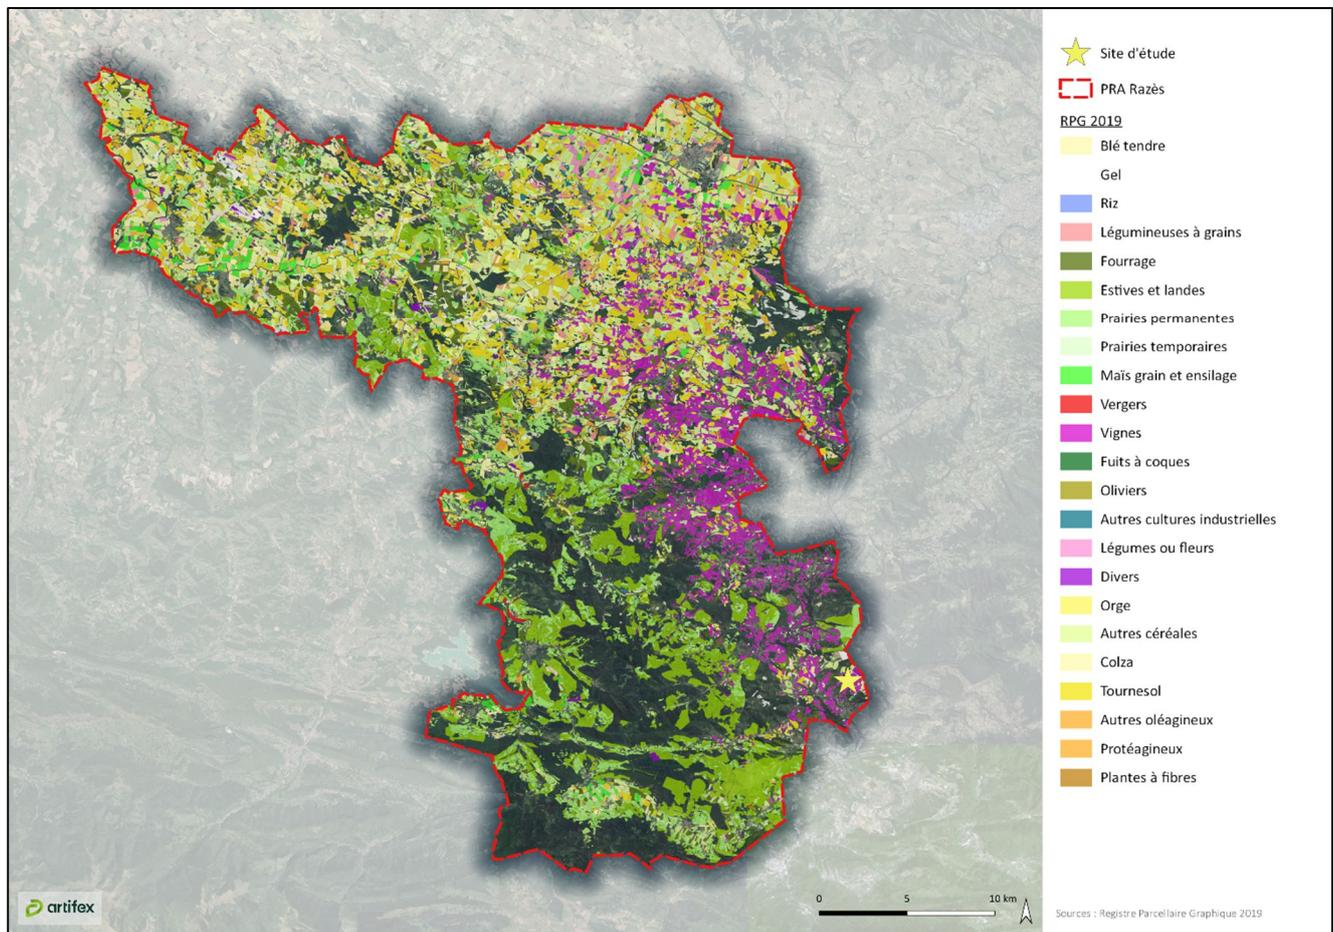 Site d'étude
PRA Razès
RPG 2019
Blé tendre
Gel
Riz
Légumineuses à grains
Fourrage
Estives et landes
Prairies permanentes
Prairies temporaires
Maïs grain et ensilage
Vergers
Vignes
Fuits à coques
Oliviers
Autres cultures industrielles
Légumes ou fleurs
Divers
Orge
Autres céréales
Colza
Tournesol
Autres oléagineux
Protéagineux
Plantes à fibres
0 5 10 km
artifex
Sources : Registre Parcellaire Graphique 2019